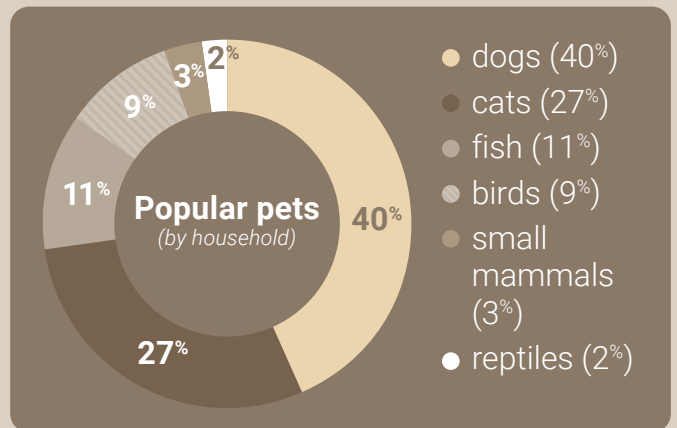 2%
3%
9%
11%
40%
27%
Popular pets
(by household)
dogs (40%)
cats (27%)
fish (11%)
birds (9%)
small
mammals
(3%)
reptiles (2%)